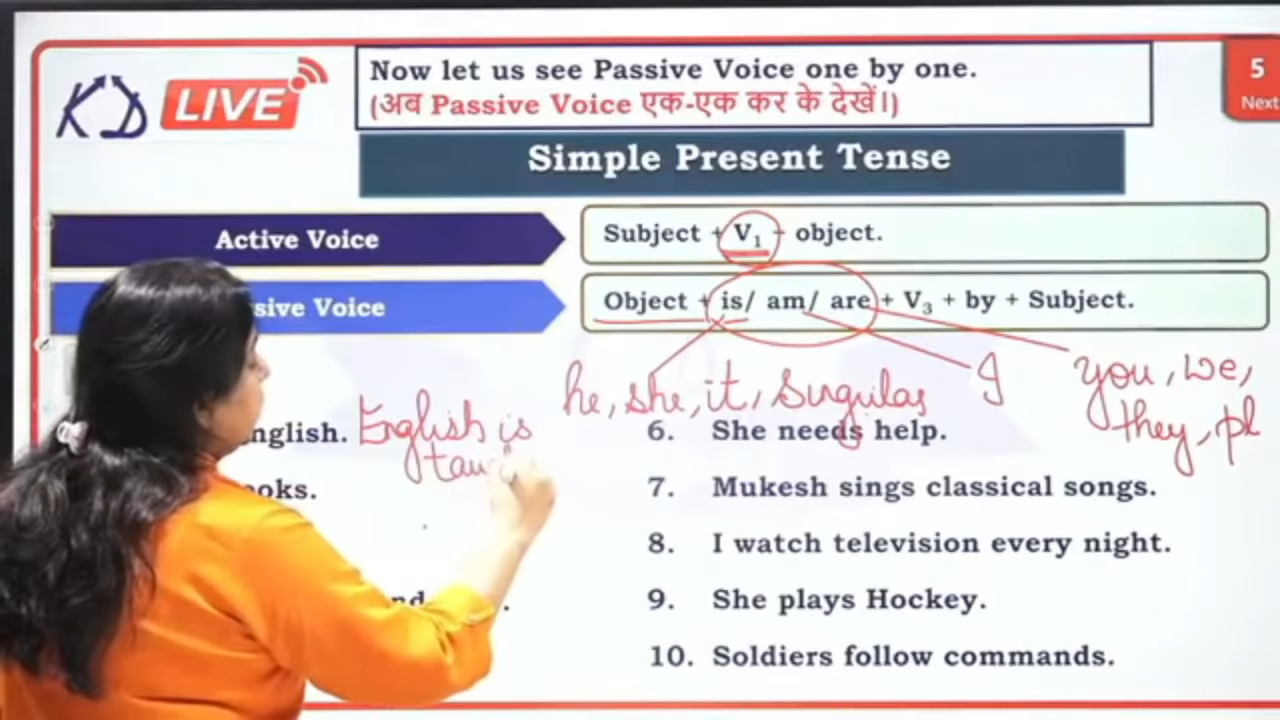 KD LIVE
Now let us see Passive Voice one by one.
(अब Passive Voice एक-एक कर के देखें।)
5
Next
Simple Present Tense
Active Voice
Subject + V₁ + object.
sive Voice
Object + is/ am/ are + V₃ + by + Subject.
he, she, it, Singular
I
you, we,
they, pl
nglish.
English is
6. She needs help.
ooks.
7. Mukesh sings classical songs.
8. I watch television every night.
9. She plays Hockey.
10. Soldiers follow commands.